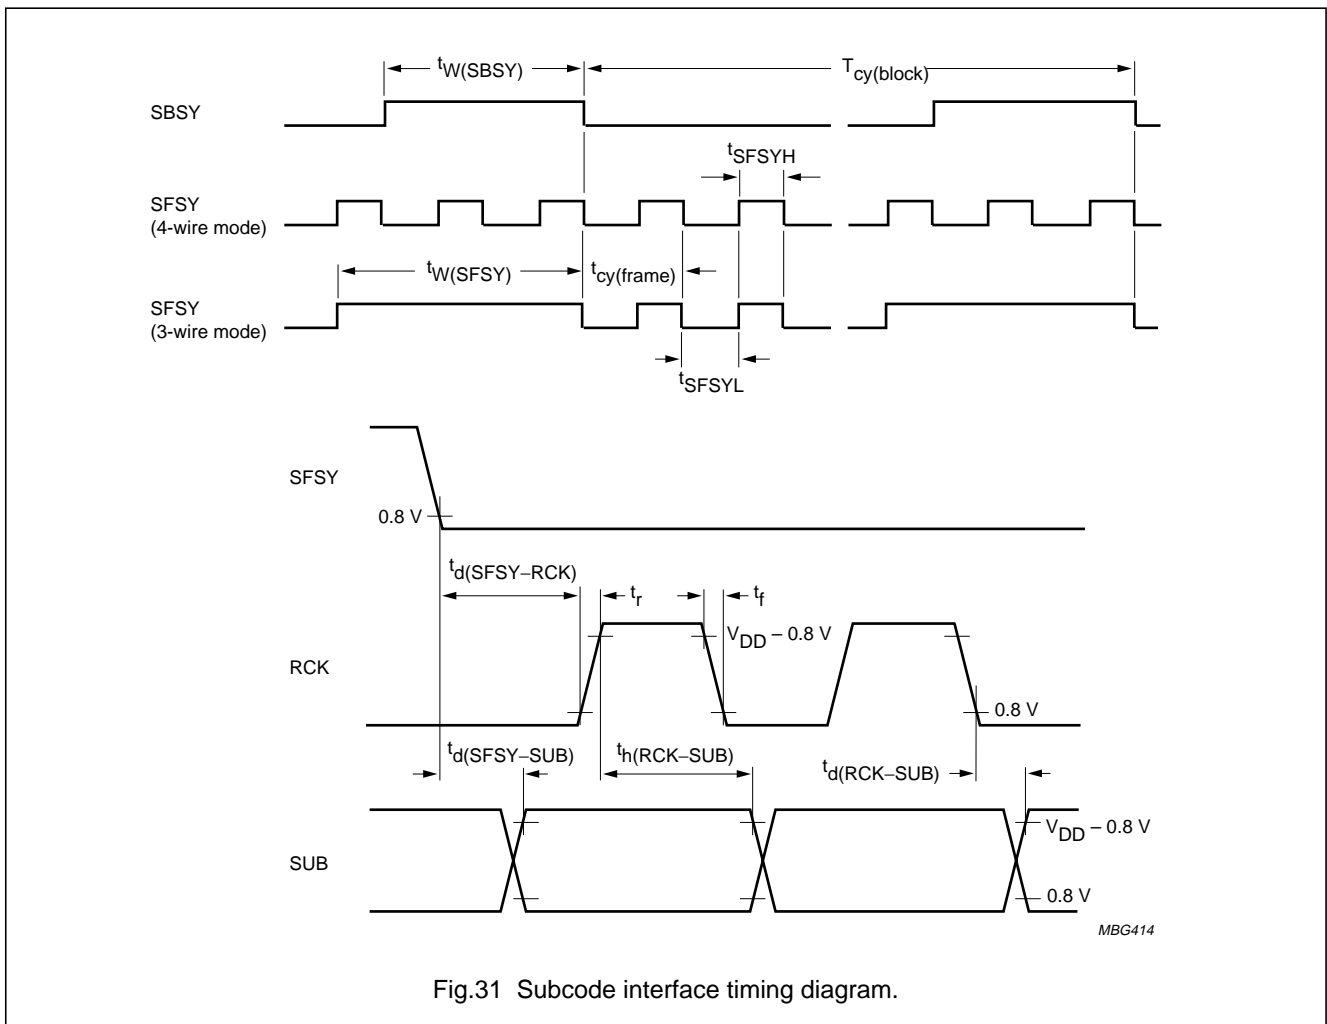 tW(SBSY)
Tcy(block)
SBSY
tSFSYH
SFSY
(4-wire mode)
tW(SFSY)
tcy(frame)
SFSY
(3-wire mode)
tSFSYL
SFSY
0.8 V
td(SFSY–RCK)
tr
tf
VDD – 0.8 V
RCK
0.8 V
td(SFSY–SUB)
th(RCK–SUB)
td(RCK–SUB)
VDD – 0.8 V
SUB
0.8 V
MBG414
Fig.31 Subcode interface timing diagram.